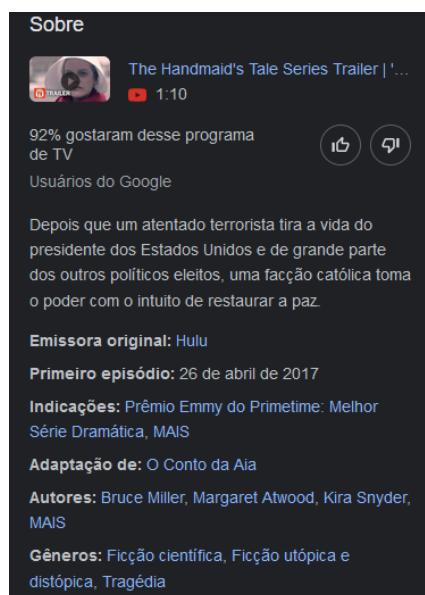 Sobre
TRAILER
The Handmaid's Tale Series Trailer | '...
1:10
92% gostaram desse programa
de TV
Usuários do Google
Depois que um atentado terrorista tira a vida do
presidente dos Estados Unidos e de grande parte
dos outros políticos eleitos, uma facção católica toma
o poder com o intuito de restaurar a paz.
Emissora original: Hulu
Primeiro episódio: 26 de abril de 2017
Indicações: Prêmio Emmy do Primetime: Melhor
Série Dramática, MAIS
Adaptação de: O Conto da Aia
Autores: Bruce Miller, Margaret Atwood, Kira Snyder,
MAIS
Gêneros: Ficção científica, Ficção utópica e
distópica, Tragédia